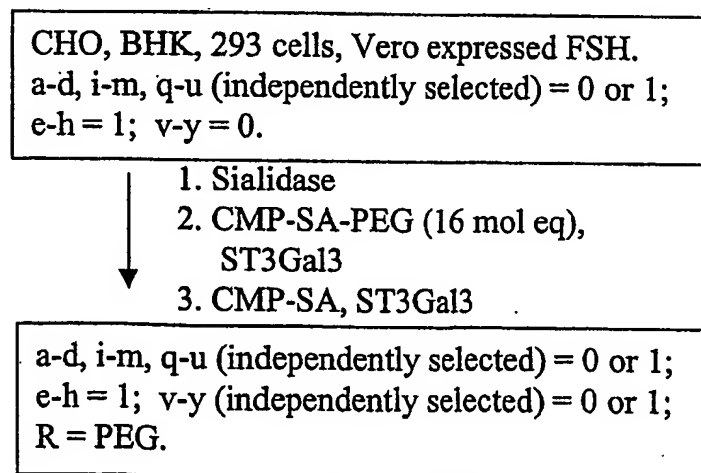 CHO, BHK, 293 cells, Vero expressed FSH.
a-d, i-m, q-u (independently selected) = 0 or 1;
e-h = 1; v-y = 0.
1. Sialidase
2. CMP-SA-PEG (16 mol eq),
ST3Gal3
3. CMP-SA, ST3Gal3
a-d, i-m, q-u (independently selected) = 0 or 1;
e-h = 1; v-y (independently selected) = 0 or 1;
R = PEG.